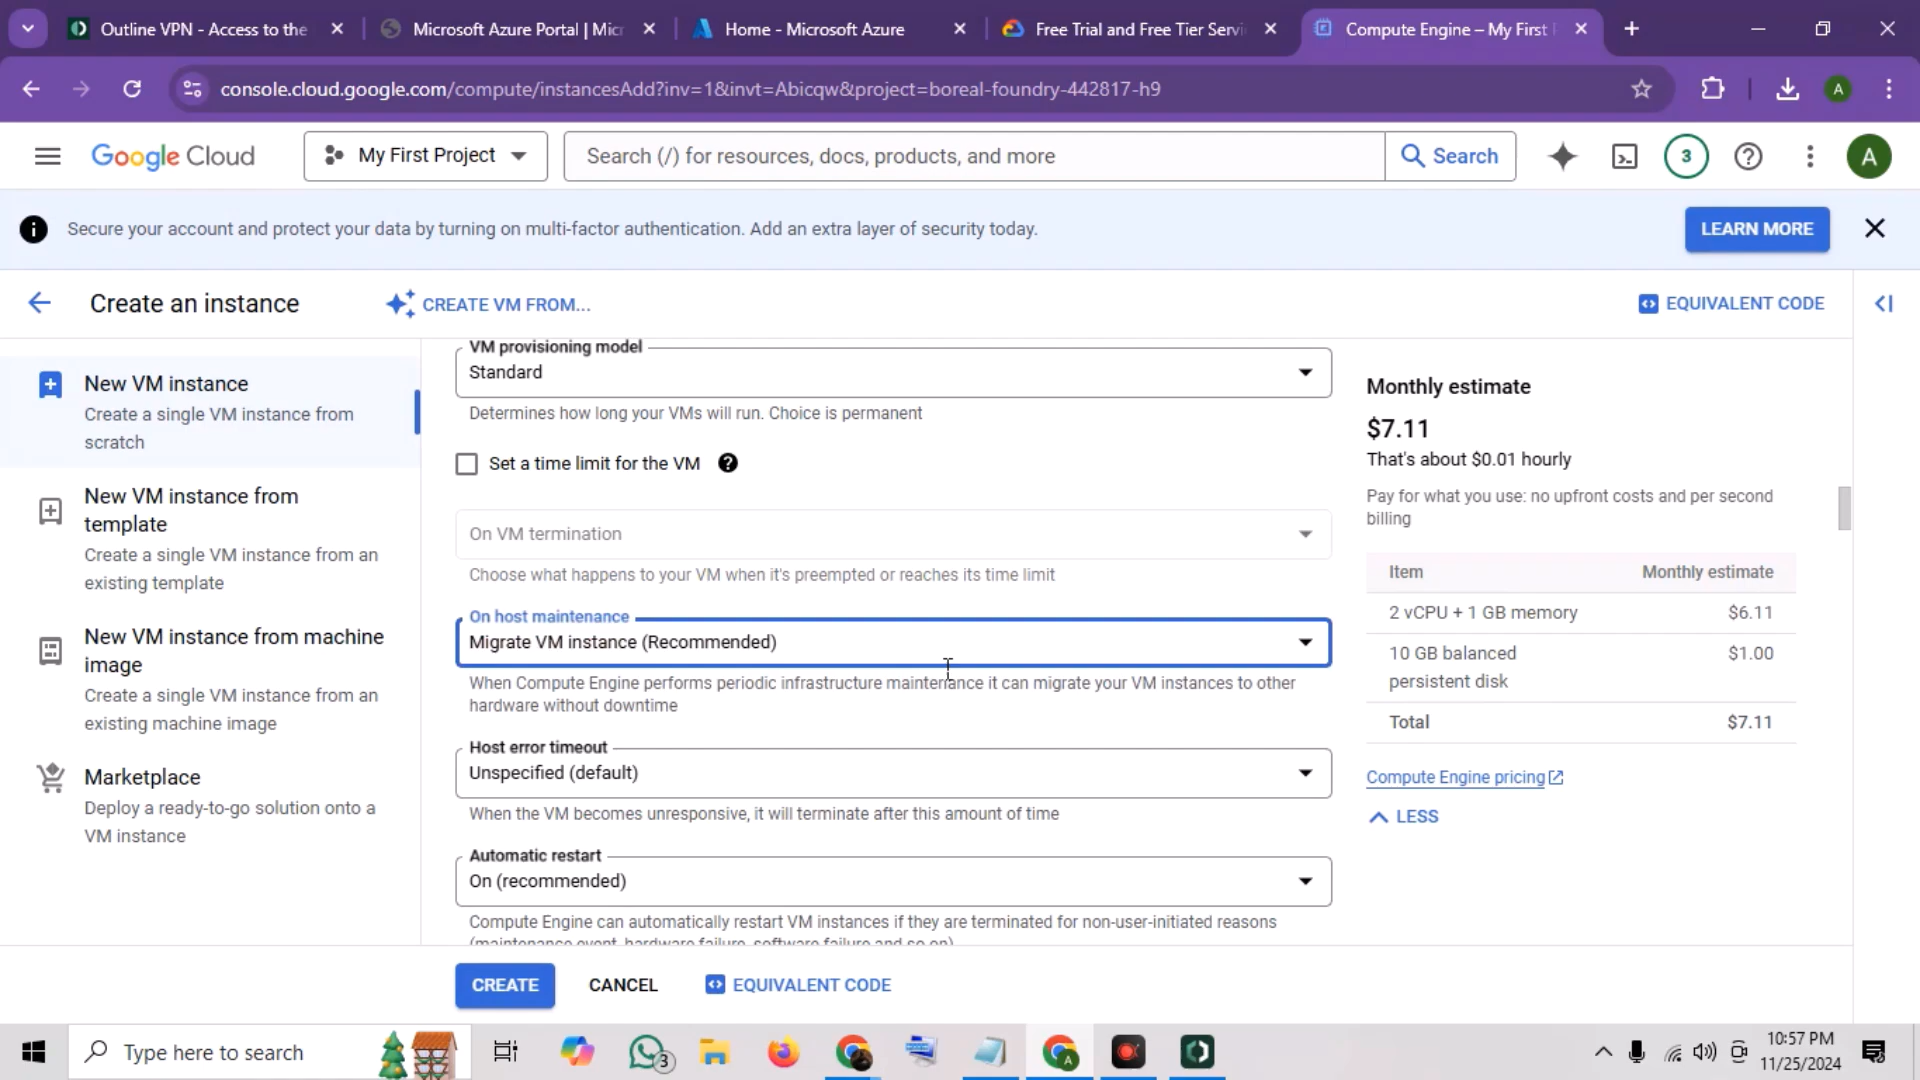 Outline VPN - Access to the
Microsoft Azure Portal | Micr
Home - Microsoft Azure
Free Trial and Free Tier Servi
Compute Engine – My First P
console.cloud.google.com/compute/instancesAdd?inv=1&invt=Abicqw&project=boreal-foundry-442817-h9
A
Google Cloud
My First Project
Search (/) for resources, docs, products, and more
Search
3
A
Secure your account and protect your data by turning on multi-factor authentication. Add an extra layer of security today.
LEARN MORE
Create an instance
CREATE VM FROM...
EQUIVALENT CODE
New VM instance
Create a single VM instance from
scratch
New VM instance from
template
Create a single VM instance from an
existing template
New VM instance from machine
image
Create a single VM instance from an
existing machine image
Marketplace
Deploy a ready-to-go solution onto a
VM instance
VM provisioning model
Standard
Determines how long your VMs will run. Choice is permanent
Set a time limit for the VM
On VM termination
Choose what happens to your VM when it's preempted or reaches its time limit
On host maintenance
Migrate VM instance (Recommended)
When Compute Engine performs periodic infrastructure maintenance it can migrate your VM instances to other
hardware without downtime
Host error timeout
Unspecified (default)
When the VM becomes unresponsive, it will terminate after this amount of time
Automatic restart
On (recommended)
Compute Engine can automatically restart VM instances if they are terminated for non-user-initiated reasons
(maintenance event, hardware failure, software failure and so on)
Monthly estimate
$7.11
That's about $0.01 hourly
Pay for what you use: no upfront costs and per second
billing
Item Monthly estimate
2 vCPU + 1 GB memory $6.11
10 GB balanced $1.00
persistent disk
Total $7.11
Compute Engine pricing
LESS
CREATE
CANCEL
EQUIVALENT CODE
Type here to search
3
A
10:57 PM
11/25/2024